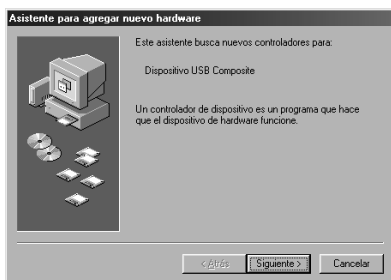 Asistente para agregar nuevo hardware
Este asistente busca nuevos controladores para:
Dispositivo USB Composite
Un controlador de dispositivo es un programa que hace
que el dispositivo de hardware funcione.
< Atrás
Siguiente >
Cancelar